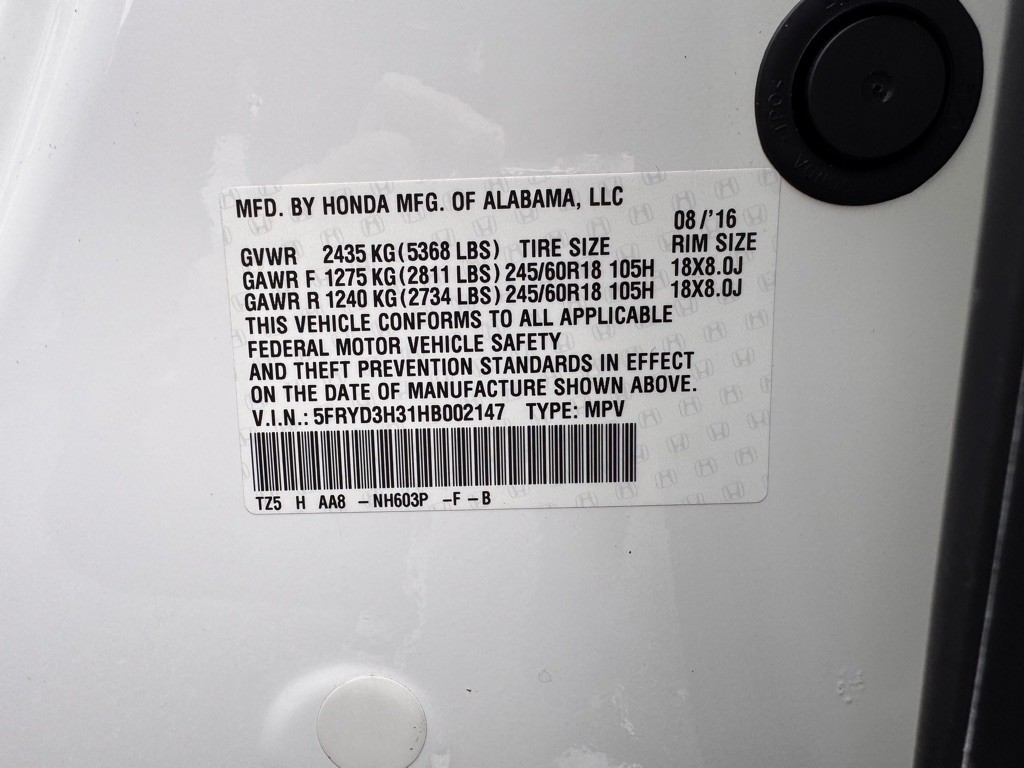 MFD. BY HONDA MFG. OF ALABAMA, LLC
08/'16
GVWR 2435 KG (5368 LBS) TIRE SIZE RIM SIZE
GAWR F 1275 KG (2811 LBS) 245/60R18 105H 18X8.0J
GAWR R 1240 KG (2734 LBS) 245/60R18 105H 18X8.0J
THIS VEHICLE CONFORMS TO ALL APPLICABLE
FEDERAL MOTOR VEHICLE SAFETY
AND THEFT PREVENTION STANDARDS IN EFFECT
ON THE DATE OF MANUFACTURE SHOWN ABOVE.
V.I.N.: 5FRYD3H31HB002147 TYPE: MPV
TZ5 H AA8 -NH603P -F -B